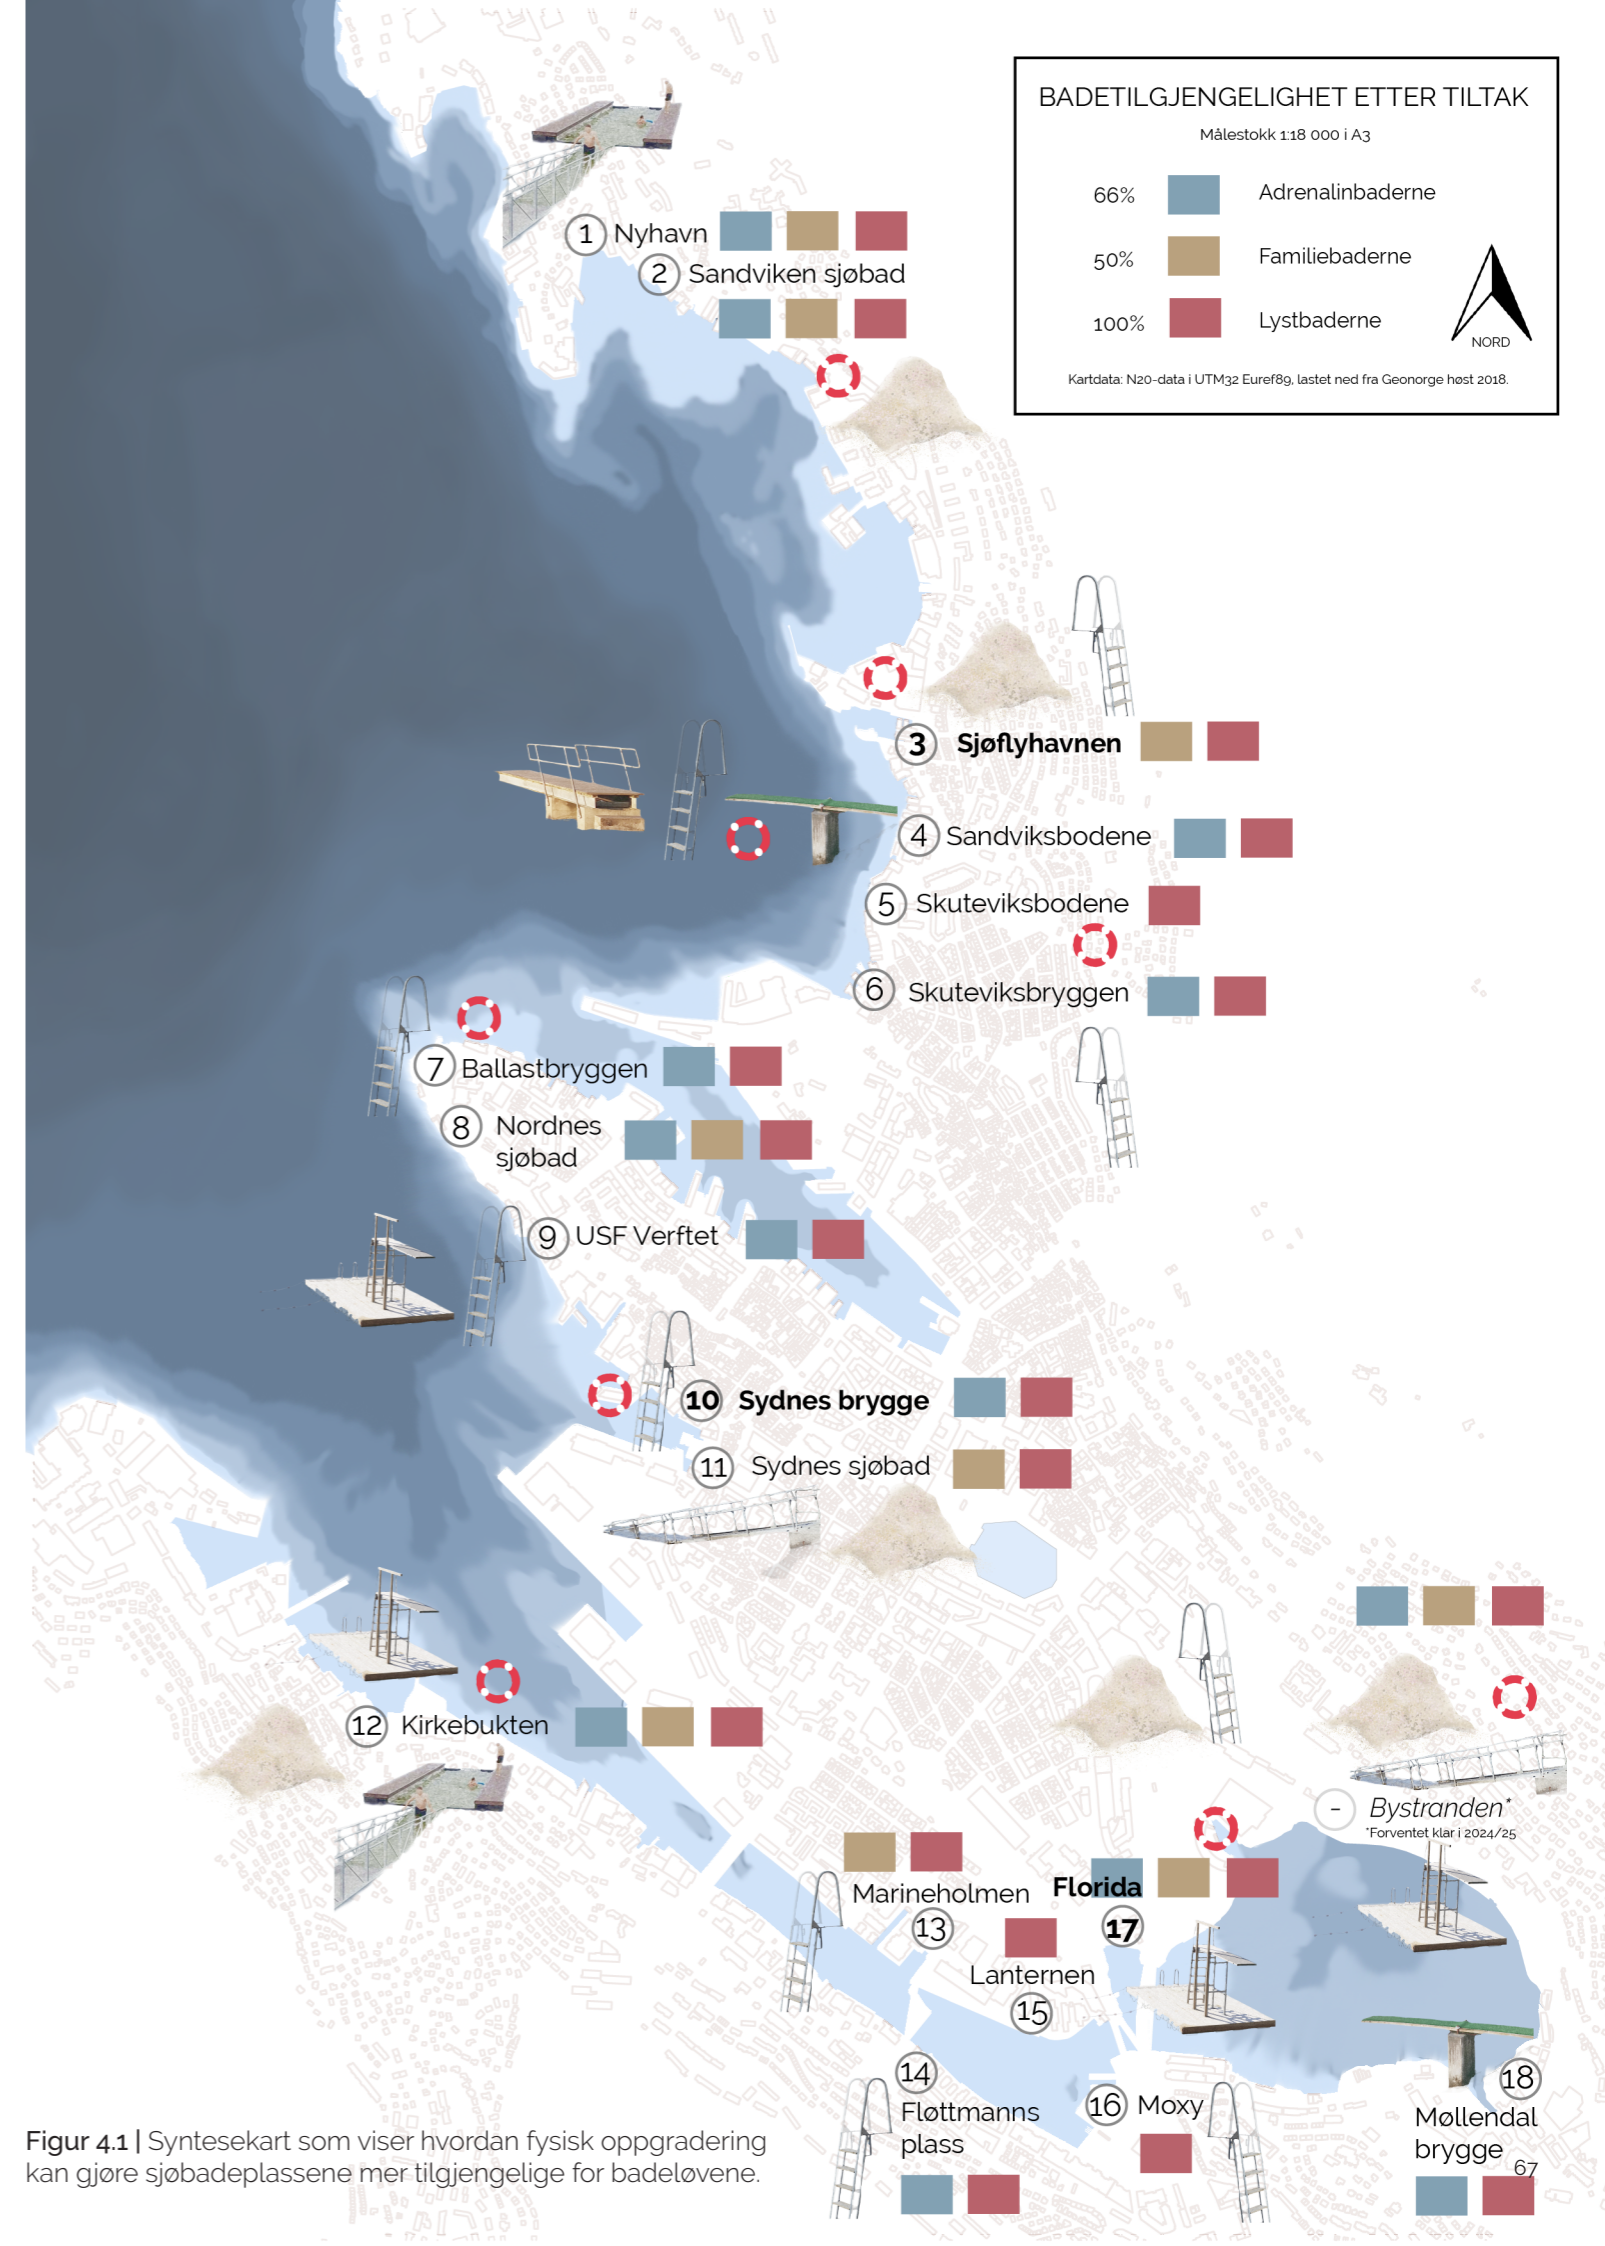 BADETILGJENGELIGHET ETTER TILTAK
Målestokk 1:18 000 i A3
66% Adrenalinbaderne
50% Familiebaderne
100% Lystbaderne
NORD
Kartdata: N20-data i UTM32 Euref89, lastet ned fra Geonorge høst 2018.
1 Nyhavn
2 Sandviken sjøbad
3 Sjøflyhavnen
4 Sandviksbodene
5 Skuteviksbodene
6 Skuteviksbryggen
7 Ballastbryggen
8 Nordnes
sjøbad
9 USF Verftet
10 Sydnes brygge
11 Sydnes sjøbad
12 Kirkebukten
- Bystranden*
*Forventet klar i 2024/25
Marineholmen
13
Florida
17
Lanternen
15
14
Fløttmanns
plass
16 Moxy
18
Møllendal
brygge
Figur 4.1 | Syntesekart som viser hvordan fysisk oppgradering
kan gjøre sjøbadeplassene mer tilgjengelige for badeløvene.
67